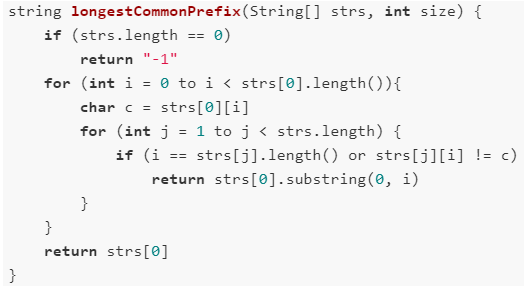 string longestCommonPrefix(String[] strs, int size) {
    if (strs.length == 0)
        return "-1"
    for (int i = 0 to i < strs[0].length()){
        char c = strs[0][i]
        for (int j = 1 to j < strs.length) {
            if (i == strs[j].length() or strs[j][i] != c)
                return strs[0].substring(0, i)
        }
    }
    return strs[0]
}